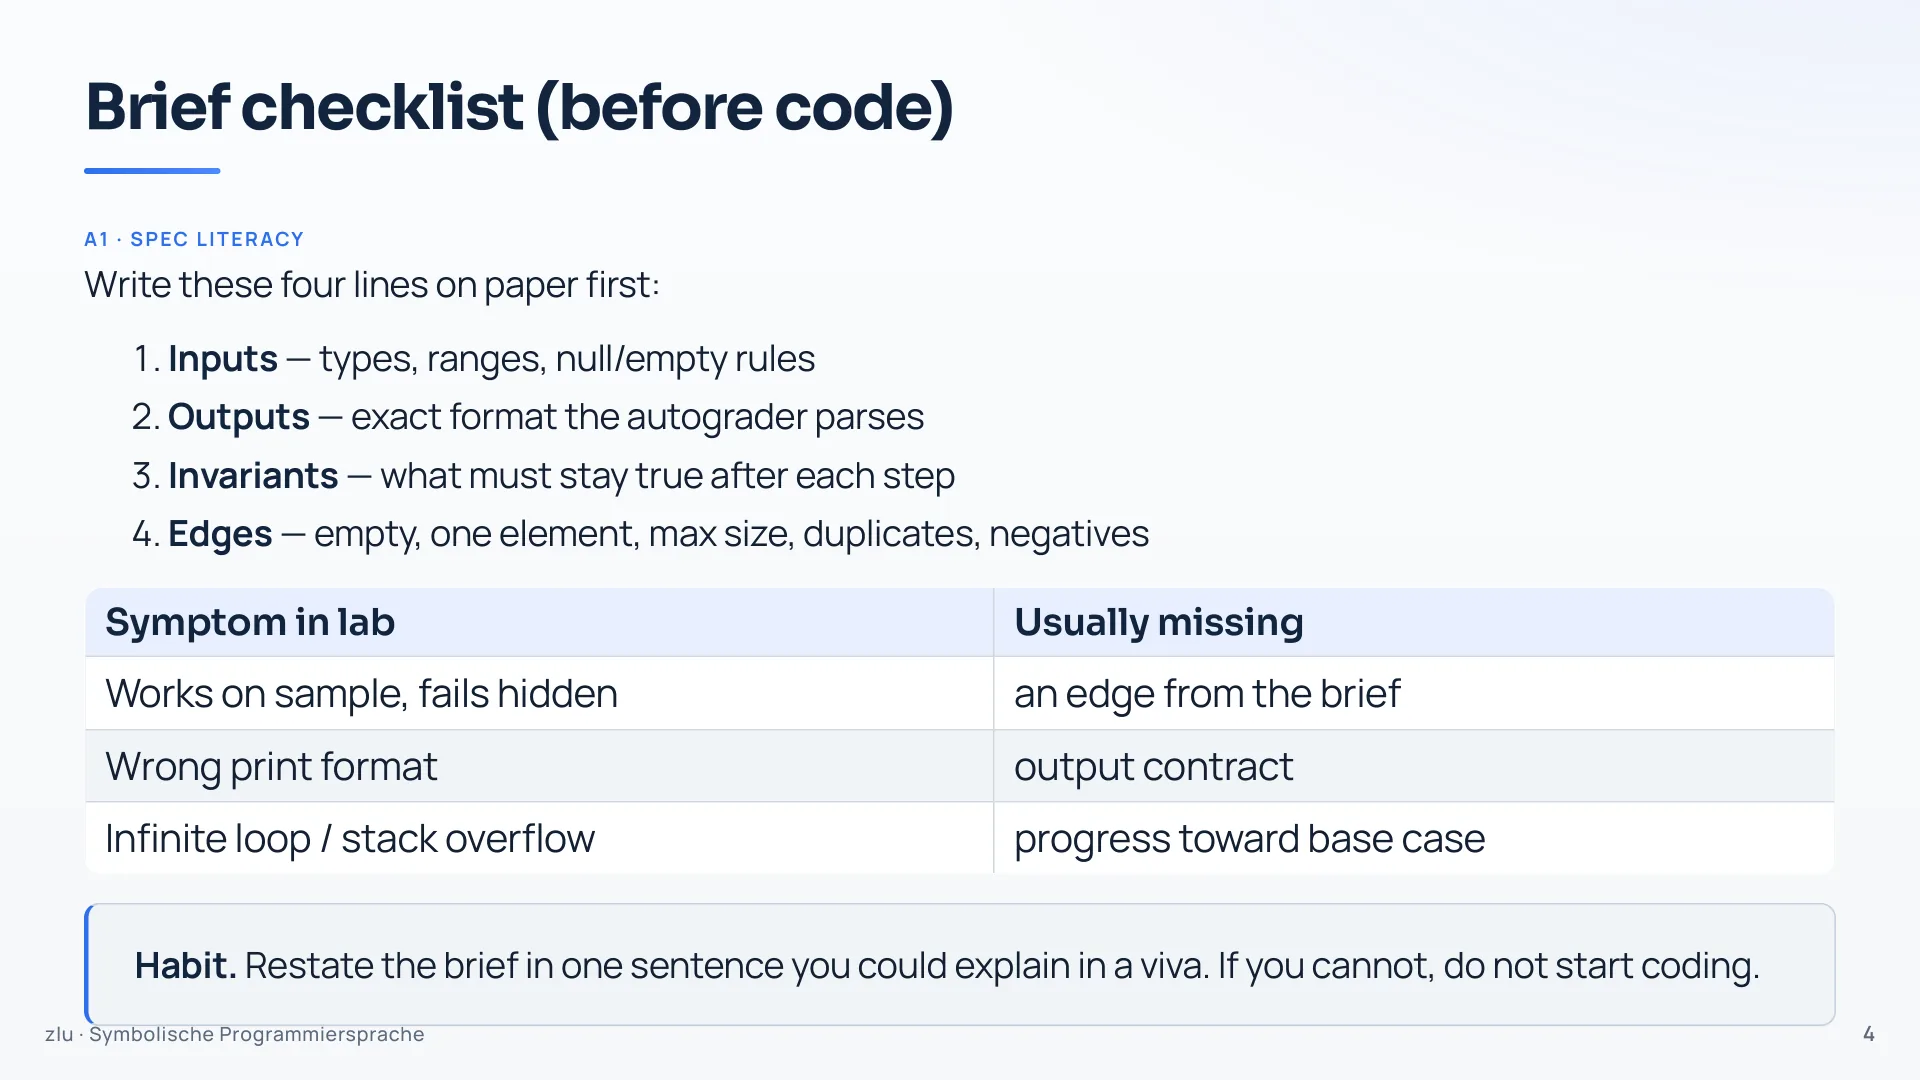 Brief checklist (before code)
A1 · SPEC LITERACY
Write these four lines on paper first:
1. Inputs — types, ranges, null/empty rules
2. Outputs — exact format the autograder parses
3. Invariants — what must stay true after each step
4. Edges — empty, one element, max size, duplicates, negatives
Symptom in lab Usually missing
Works on sample, fails hidden an edge from the brief
Wrong print format output contract
Infinite loop / stack overflow progress toward base case
Habit. Restate the brief in one sentence you could explain in a viva. If you cannot, do not start coding.
zlu · Symbolische Programmiersprache 4